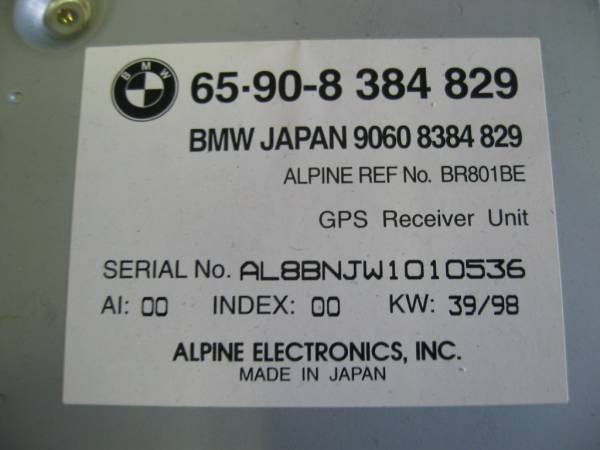 BMW 65·90-8 384 829
BMW JAPAN 9060 8384 829
ALPINE REF No. BR801BE
GPS Receiver Unit
SERIAL No. AL8BNJW1010536
AI: 00 INDEX: 00 KW: 39/98
ALPINE ELECTRONICS, INC.
MADE IN JAPAN